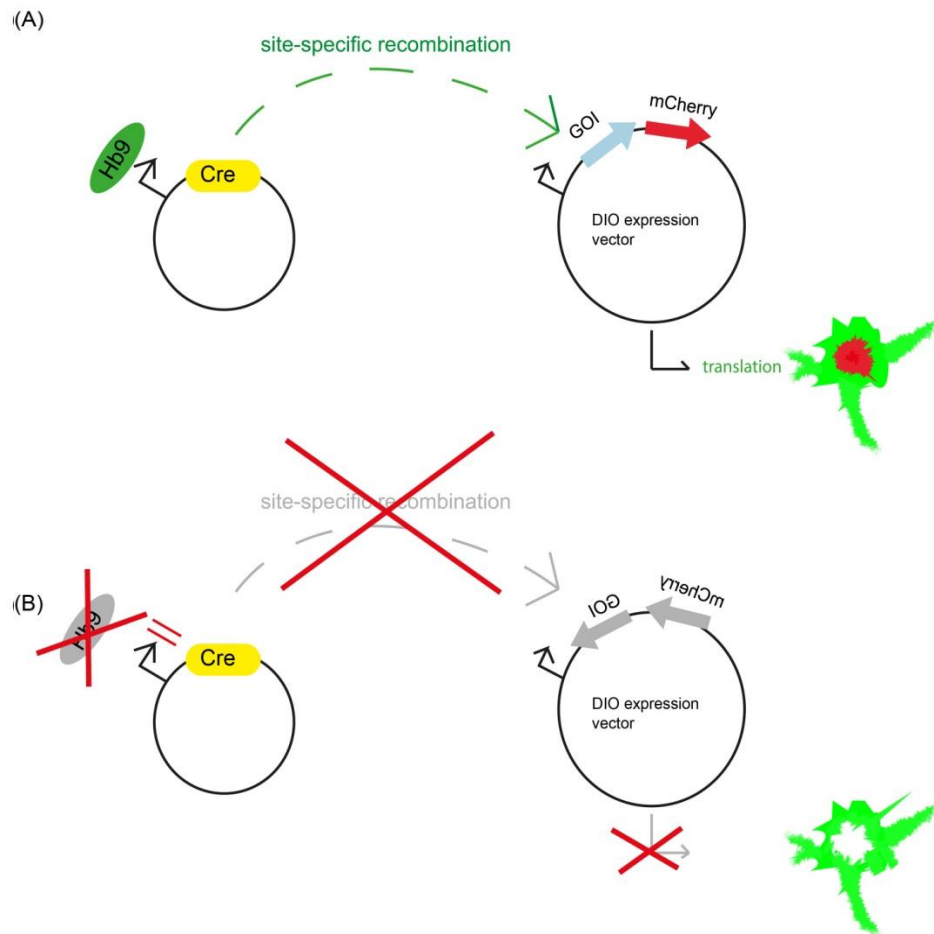 (A)
site-specific recombination
Hb9
Cre
GOI
mCherry
DIO expression
vector
translation
site-specific recombination
(B)
Hb9
Cre
GOI
mCherry
DIO expression
vector